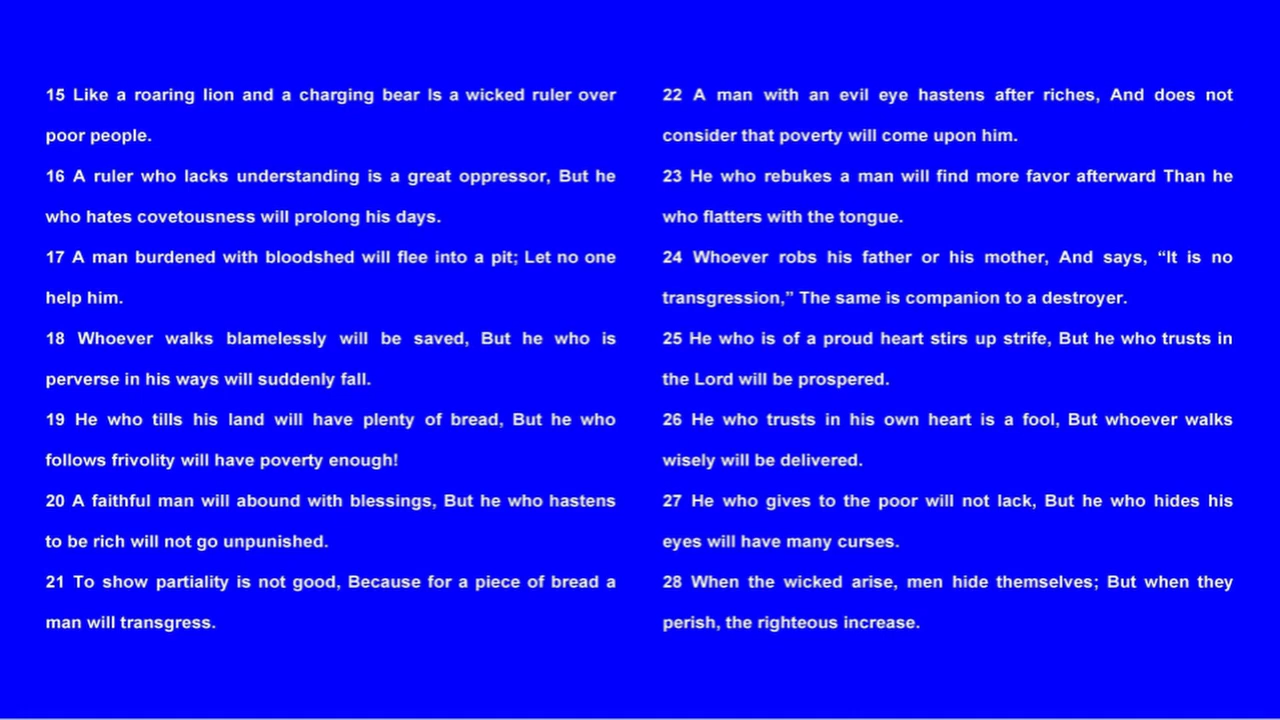 15 Like a roaring lion and a charging bear Is a wicked ruler over
poor people.
16 A ruler who lacks understanding is a great oppressor, But he
who hates covetousness will prolong his days.
17 A man burdened with bloodshed will flee into a pit; Let no one
help him.
18 Whoever walks blamelessly will be saved, But he who is
perverse in his ways will suddenly fall.
19 He who tills his land will have plenty of bread, But he who
follows frivolity will have poverty enough!
20 A faithful man will abound with blessings, But he who hastens
to be rich will not go unpunished.
21 To show partiality is not good, Because for a piece of bread a
man will transgress.
22 A man with an evil eye hastens after riches, And does not
consider that poverty will come upon him.
23 He who rebukes a man will find more favor afterward Than he
who flatters with the tongue.
24 Whoever robs his father or his mother, And says, “It is no
transgression,” The same is companion to a destroyer.
25 He who is of a proud heart stirs up strife, But he who trusts in
the Lord will be prospered.
26 He who trusts in his own heart is a fool, But whoever walks
wisely will be delivered.
27 He who gives to the poor will not lack, But he who hides his
eyes will have many curses.
28 When the wicked arise, men hide themselves; But when they
perish, the righteous increase.